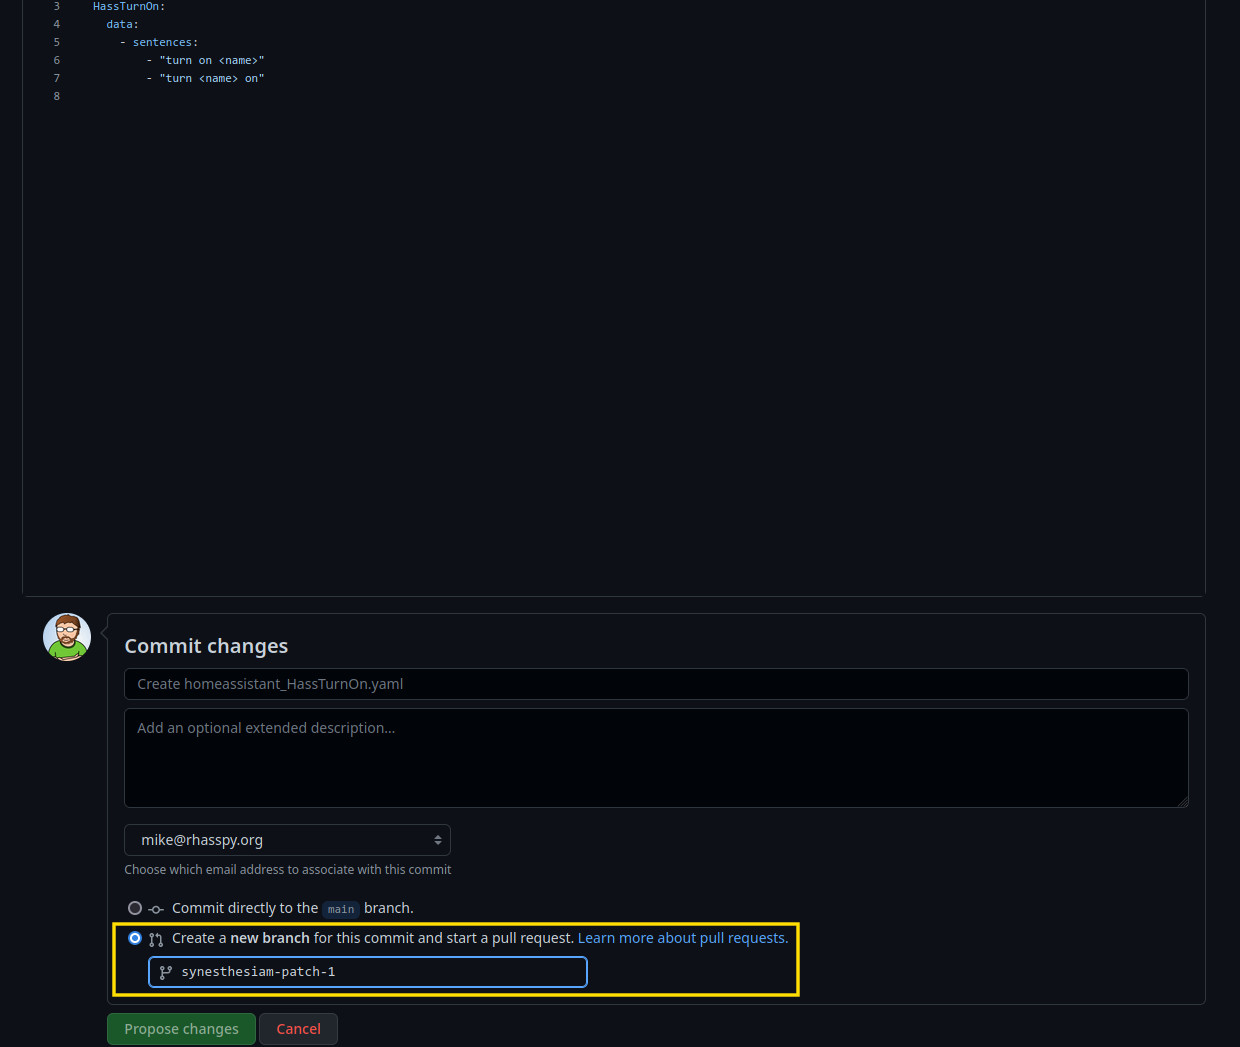 3 HassTurnOn:
4 data:
5 - sentences:
6 - "turn on <name>"
7 - "turn <name> on"
8
Commit changes
Create homeassistant_HassTurnOn.yaml
Add an optional extended description...
mike@rhasspy.org
Choose which email address to associate with this commit
Commit directly to the main branch.
Create a new branch for this commit and start a pull request. Learn more about pull requests.
synesthesiam-patch-1
Propose changes Cancel